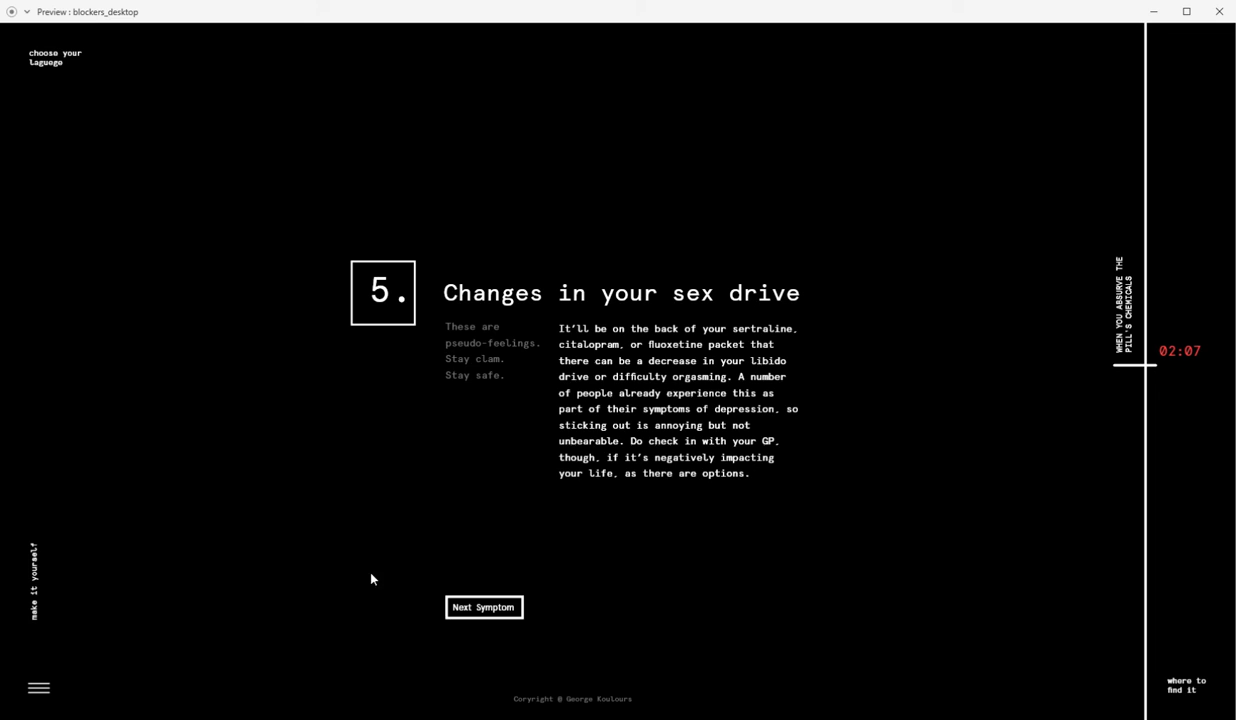 Preview : blockers_desktop
choose your
laguege
5.
Changes in your sex drive
These are
pseudo-feelings.
Stay clam.
Stay safe.
It'll be on the back of your sertraline,
citalopram, or fluoxetine packet that
there can be a decrease in your libido
drive or difficulty orgasming. A number
of people already experience this as
part of their symptoms of depression, so
sticking out is annoying but not
unbearable. Do check in with your GP,
though, if it's negatively impacting
your life, as there are options.
WHEN YOU ABSURVE THE
PILL'S CHEMICALS
02:07
make it yourself
Next Symptom
where to
find it
Coryright @ George Koulours